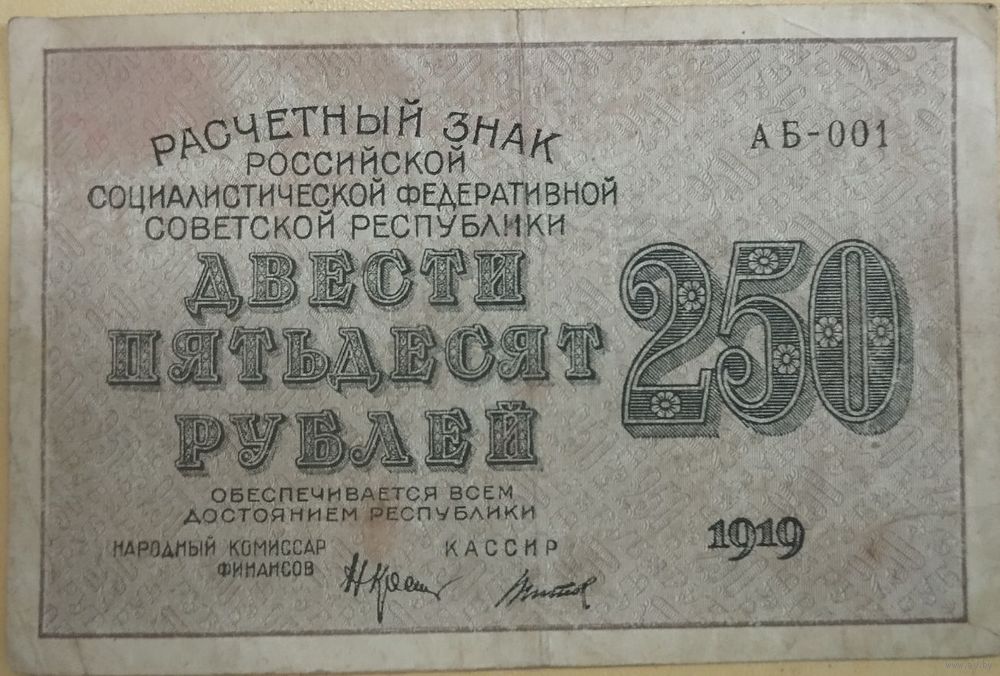 РАСЧЕТНЫЙ ЗНАК
РОССИЙСКОЙ
СОЦИАЛИСТИЧЕСКОЙ ФЕДЕРАТИВНОЙ
СОВЕТСКОЙ РЕСПУБЛИКИ
АБ-001
ДВЕСТИ
ПЯТЬДЕСЯТ
РУБЛЕЙ
250
ОБЕСПЕЧИВАЕТСЯ ВСЕМ
ДОСТОЯНИЕМ РЕСПУБЛИКИ
НАРОДНЫЙ КОМИССАР
ФИНАНСОВ
КАССИР
1919